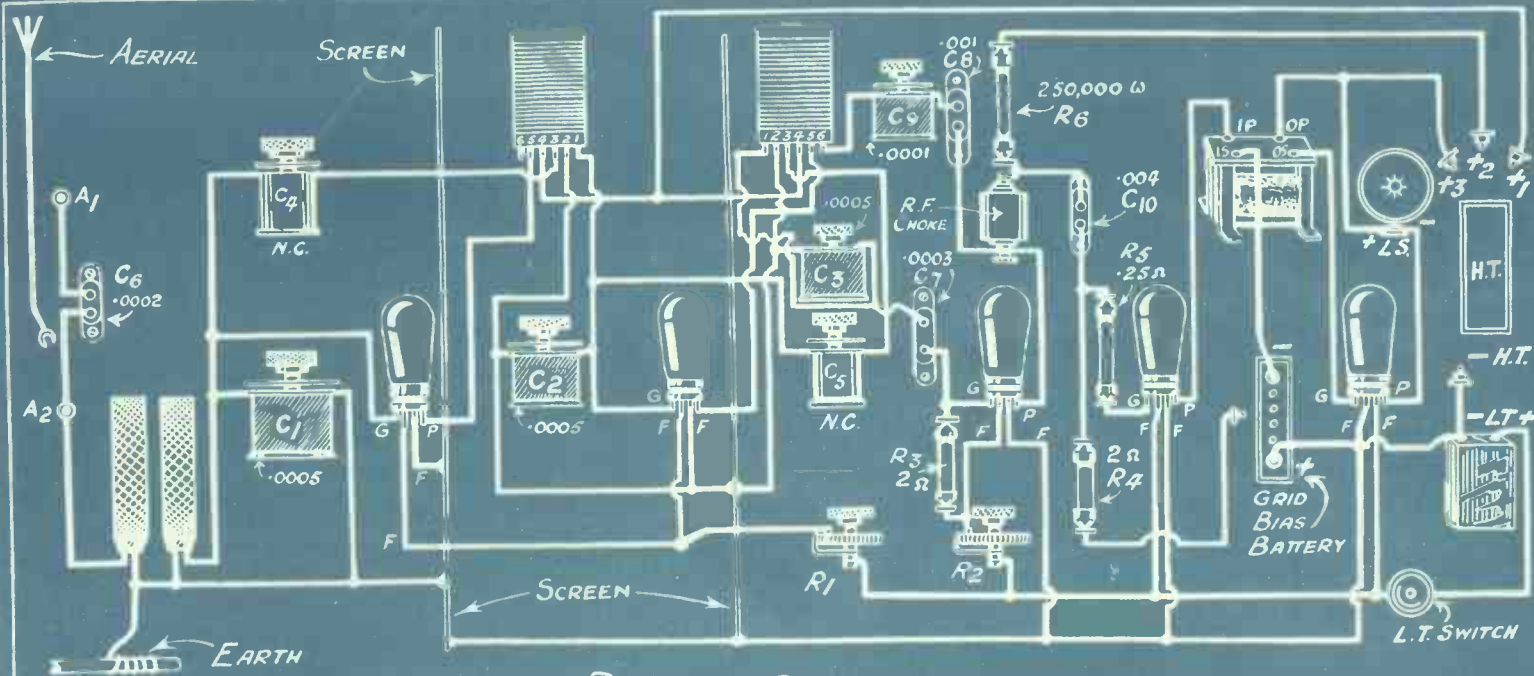 AERIAL
SCREEN
A1
C6
.0002
A2
C4
N.C.
C1
.0005
G P
F
F
EARTH
654321
C2
.0005
G
F F
SCREEN
123456
C9
.0001
.001
C8
250,000 ω
R6
R.F.
CHOKE
.0005
C3
C5
N.C.
.0003
C7
G P
F F
R3
2Ω
R1
R2
.004
C10
R5
.25Ω
G P
F F
2Ω
R4
IP OP
IS OS
GRID
BIAS
BATTERY
-
+
+ L.S. -
G P
F F
+3 +2 +1
H.T.
- H.T.
- LT +
L.T. SWITCH